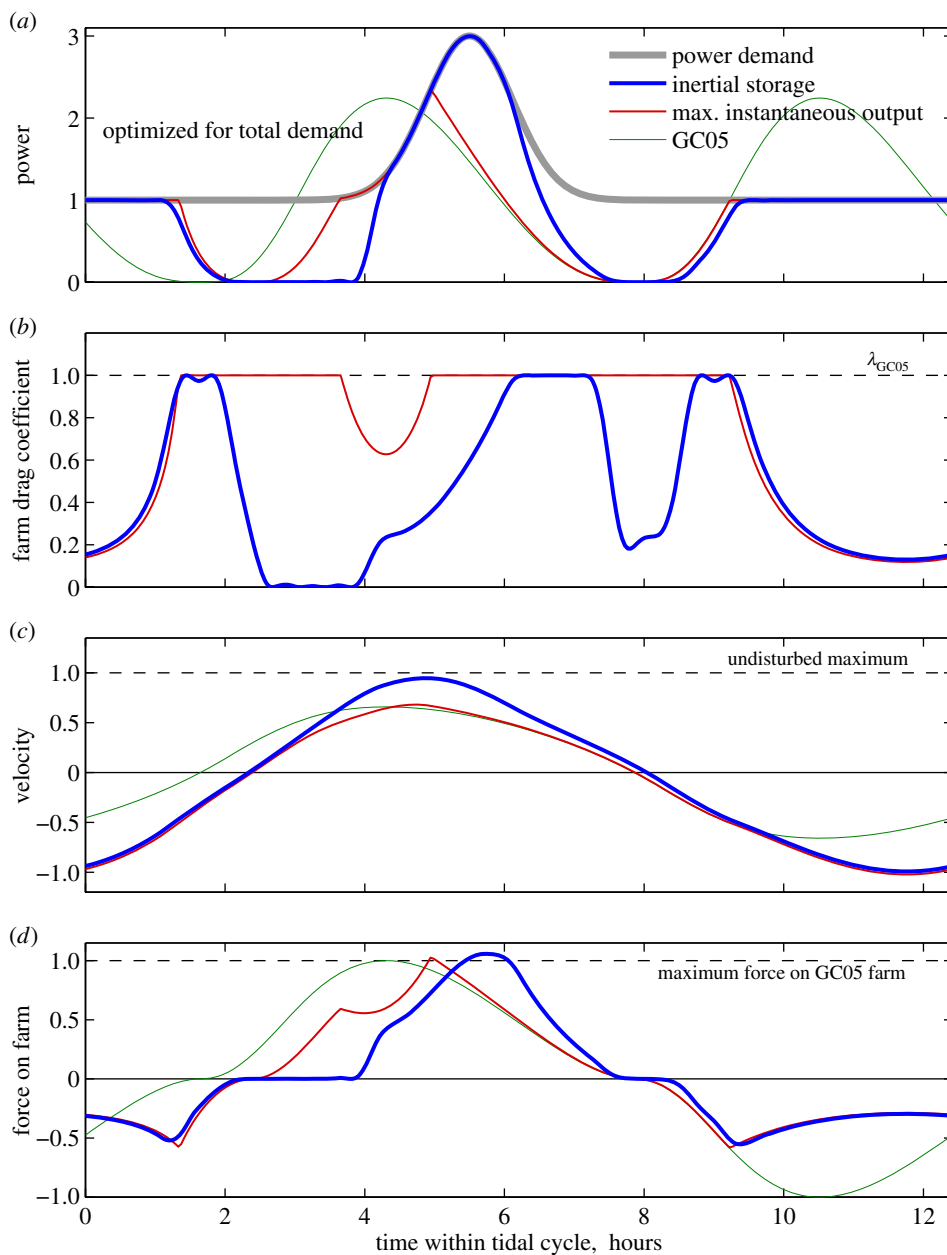 (a)
3
2
1
0
power
optimized for total demand
power demand
inertial storage
max. instantaneous output
GC05
(b)
1.0
0.8
0.6
0.4
0.2
0
farm drag coefficient
λGC05
(c)
1.0
0.5
0
−0.5
−1.0
velocity
undisturbed maximum
(d)
1.0
0.5
0
−0.5
−1.0
force on farm
maximum force on GC05 farm
0 2 4 6 8 10 12
time within tidal cycle, hours